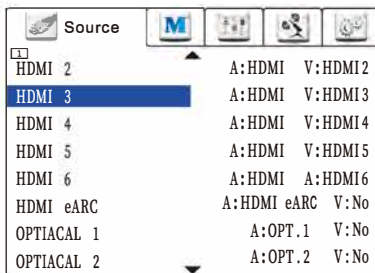 Source M
1
HDMI 2 A:HDMI V:HDMI2
HDMI 3 A:HDMI V:HDMI3
HDMI 4 A:HDMI V:HDMI4
HDMI 5 A:HDMI V:HDMI5
HDMI 6 A:HDMI A:HDMI6
HDMI eARC A:HDMI eARC V:No
OPTIACAL 1 A:OPT.1 V:No
OPTIACAL 2 A:OPT.2 V:No